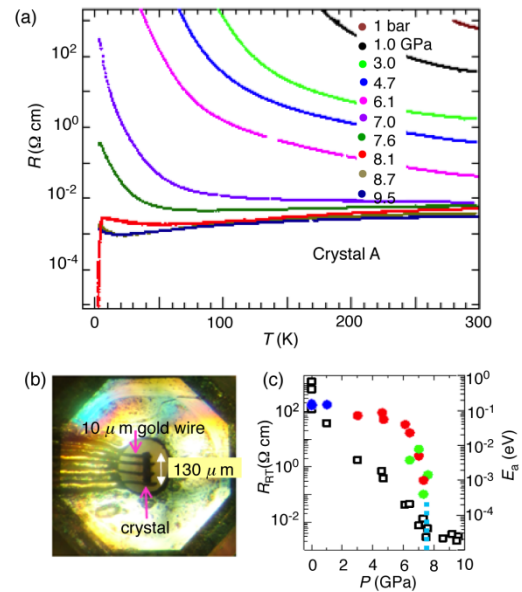 (a)
10²
10⁰
10⁻²
10⁻⁴
R (Ω cm)
1 bar
1.0 GPa
3.0
4.7
6.1
7.0
7.6
8.1
8.7
9.5
Crystal A
0
100
200
300
T (K)
(b)
10 μ m gold wire
130 μ m
crystal
(c)
10²
10⁰
10⁻²
R_RT (Ω cm)
10⁰
10⁻¹
10⁻²
10⁻³
10⁻⁴
E_a (eV)
0 2 4 6 8 10
P (GPa)